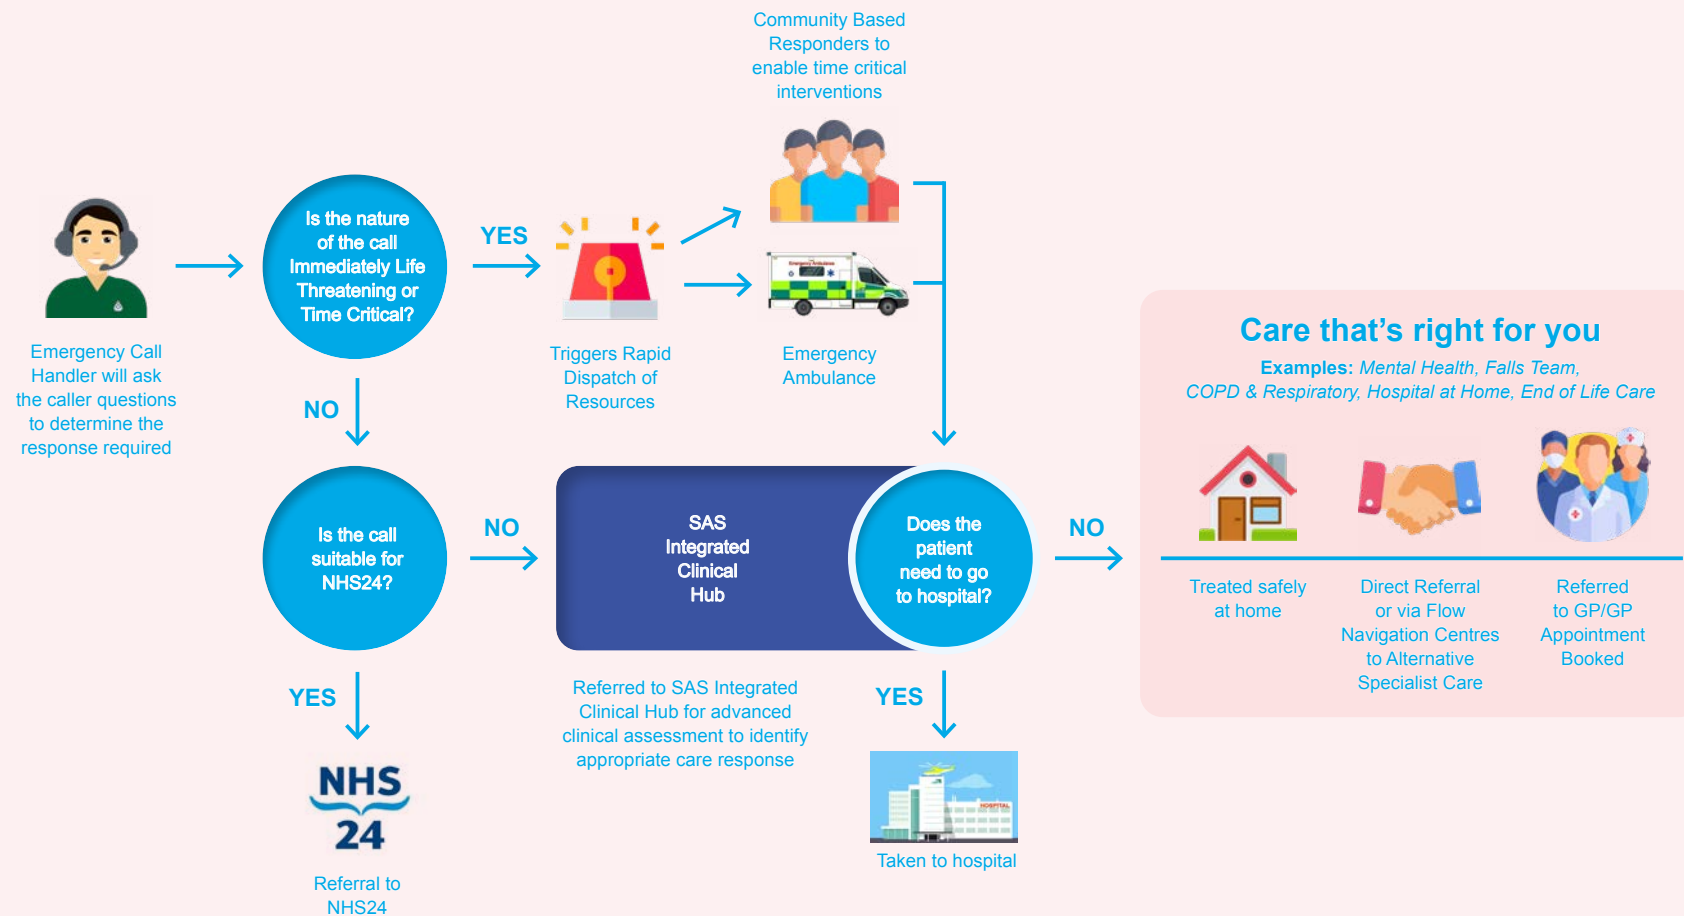 Community Based
Responders to
enable time critical
interventions
Emergency Call
Handler will ask
the caller questions
to determine the
response required
Is the nature
of the call
Immediately Life
Threatening or
Time Critical?
YES
Triggers Rapid
Dispatch of
Resources
Emergency Ambulance
Emergency
Ambulance
NO
Is the call
suitable for
NHS24?
NO
SAS
Integrated
Clinical
Hub
Does the
patient
need to go
to hospital?
NO
YES
NHS
24
Referral to
NHS24
Referred to SAS Integrated
Clinical Hub for advanced
clinical assessment to identify
appropriate care response
YES
HOSPITAL
Taken to hospital
Care that’s right for you
Examples: Mental Health, Falls Team,
COPD & Respiratory, Hospital at Home, End of Life Care
Treated safely
at home
Direct Referral
or via Flow
Navigation Centres
to Alternative
Specialist Care
Referred
to GP/GP
Appointment
Booked